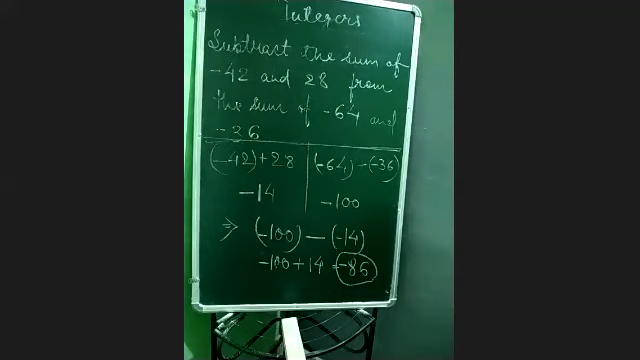 Integers
Subtract the sum of
-42 and 28 from
the sum of -64 and
-36
(-42)+28
-14
(-64)-(-36)
-100
⇒ (-100) - (-14)
-100+14 = -86